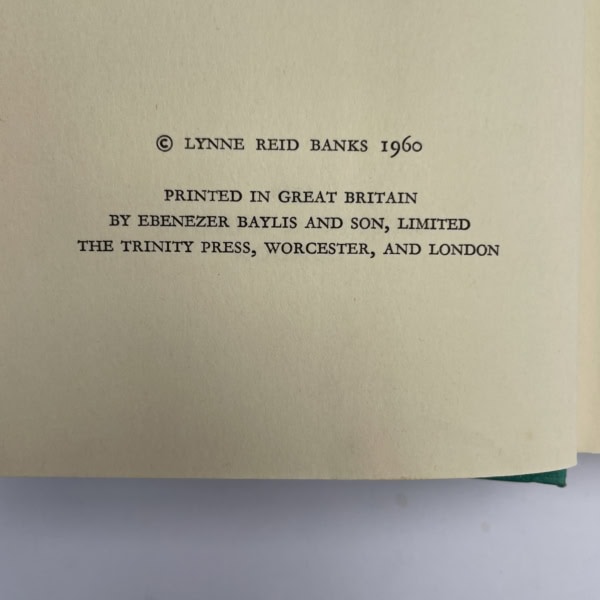 © LYNNE REID BANKS 1960
PRINTED IN GREAT BRITAIN
BY EBENEZER BAYLIS AND SON, LIMITED
THE TRINITY PRESS, WORCESTER, AND LONDON